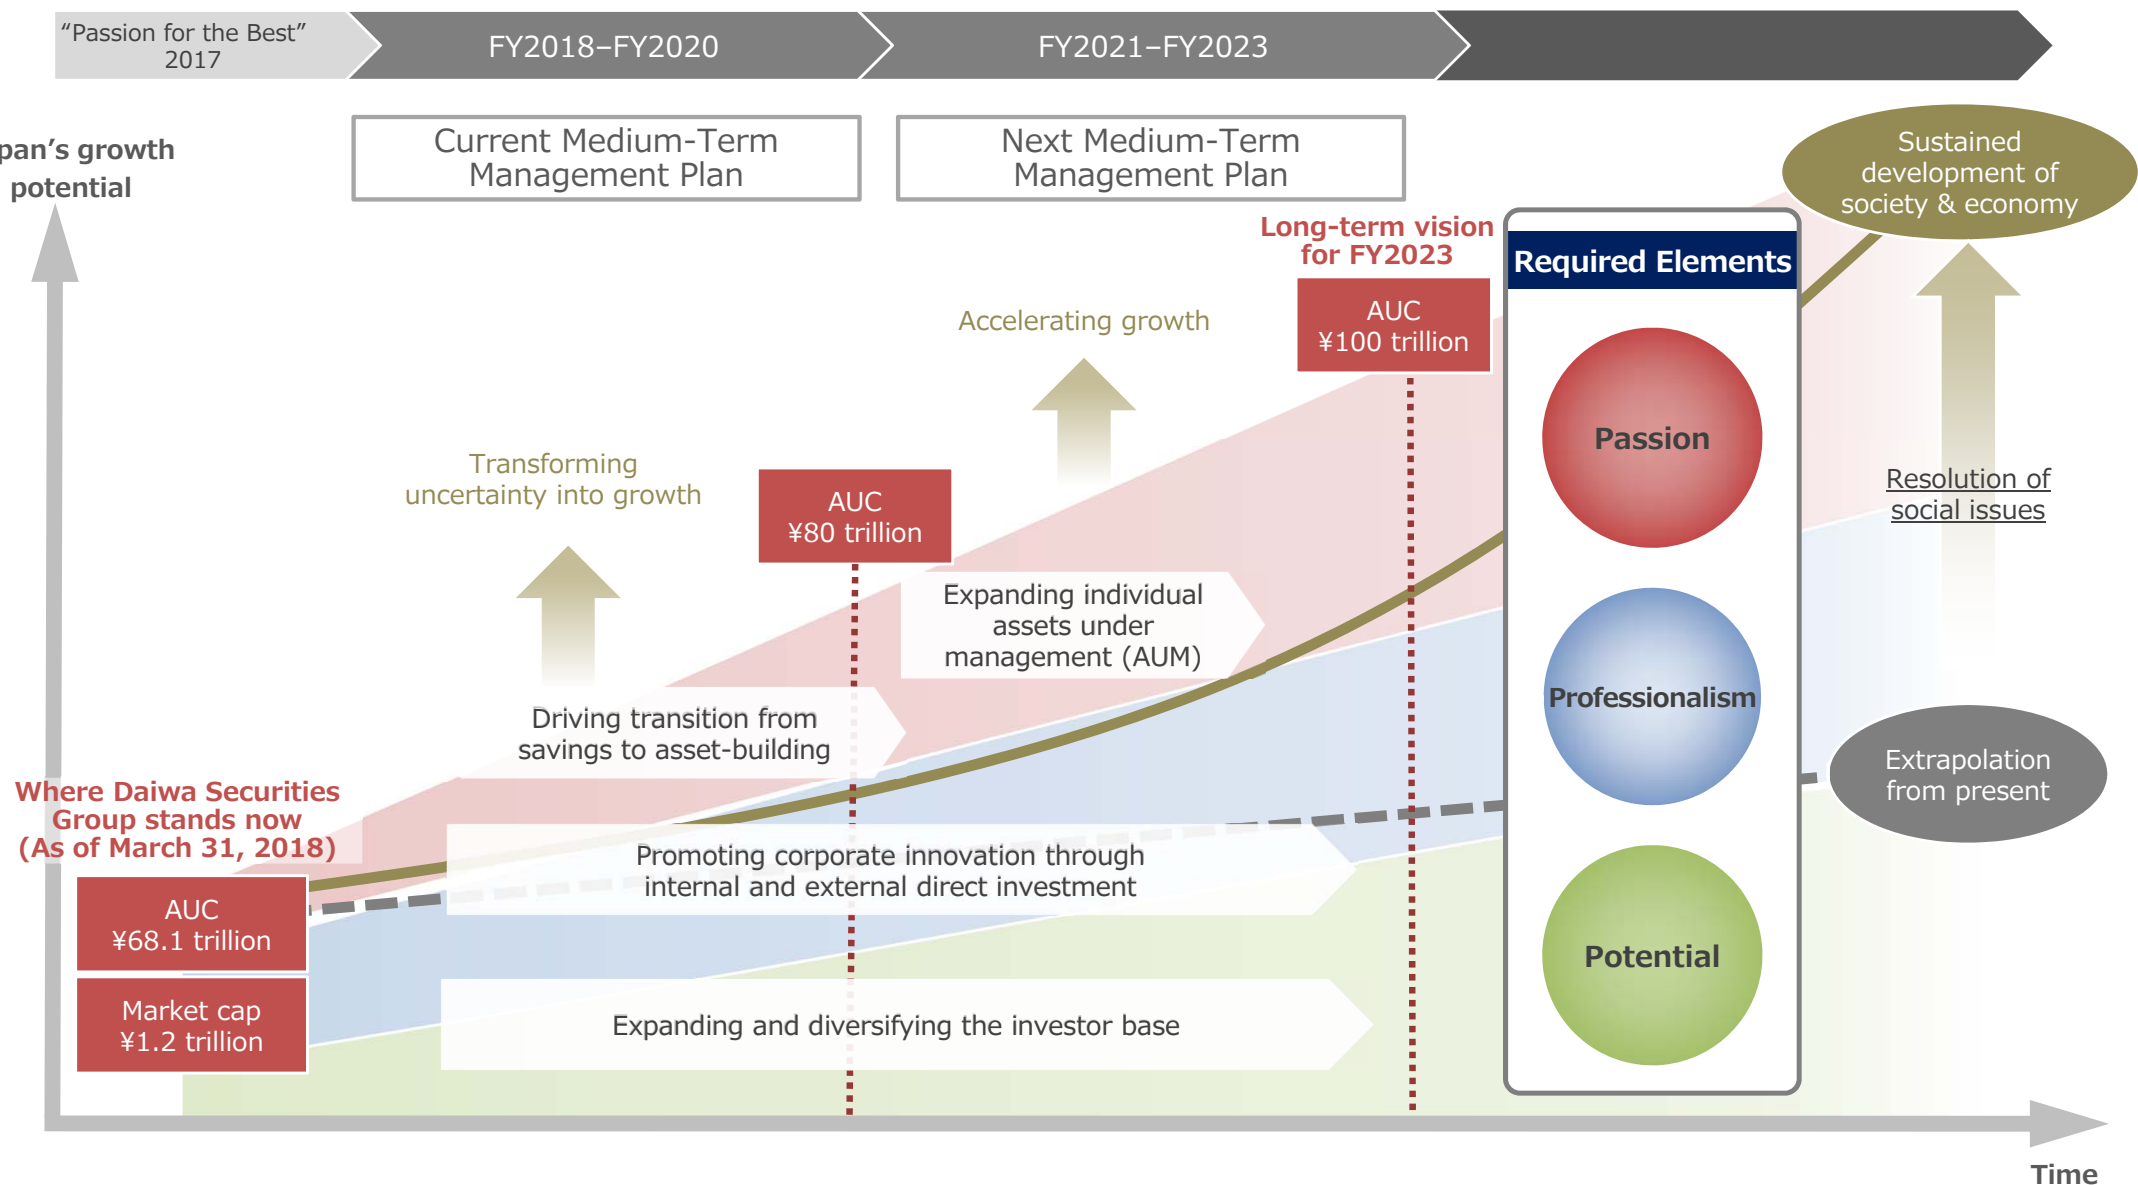 “Passion for the Best”
2017
FY2018–FY2020
FY2021–FY2023
pan’s growth
potential
Current Medium-Term
Management Plan
Next Medium-Term
Management Plan
Sustained
development of
society & economy
Long-term vision
for FY2023
AUC
¥100 trillion
Required Elements
Accelerating growth
Passion
Transforming
uncertainty into growth
AUC
¥80 trillion
Resolution of
social issues
Expanding individual
assets under
management (AUM)
Professionalism
Driving transition from
savings to asset-building
Extrapolation
from present
Where Daiwa Securities
Group stands now
(As of March 31, 2018)
Promoting corporate innovation through
internal and external direct investment
AUC
¥68.1 trillion
Potential
Market cap
¥1.2 trillion
Expanding and diversifying the investor base
Time